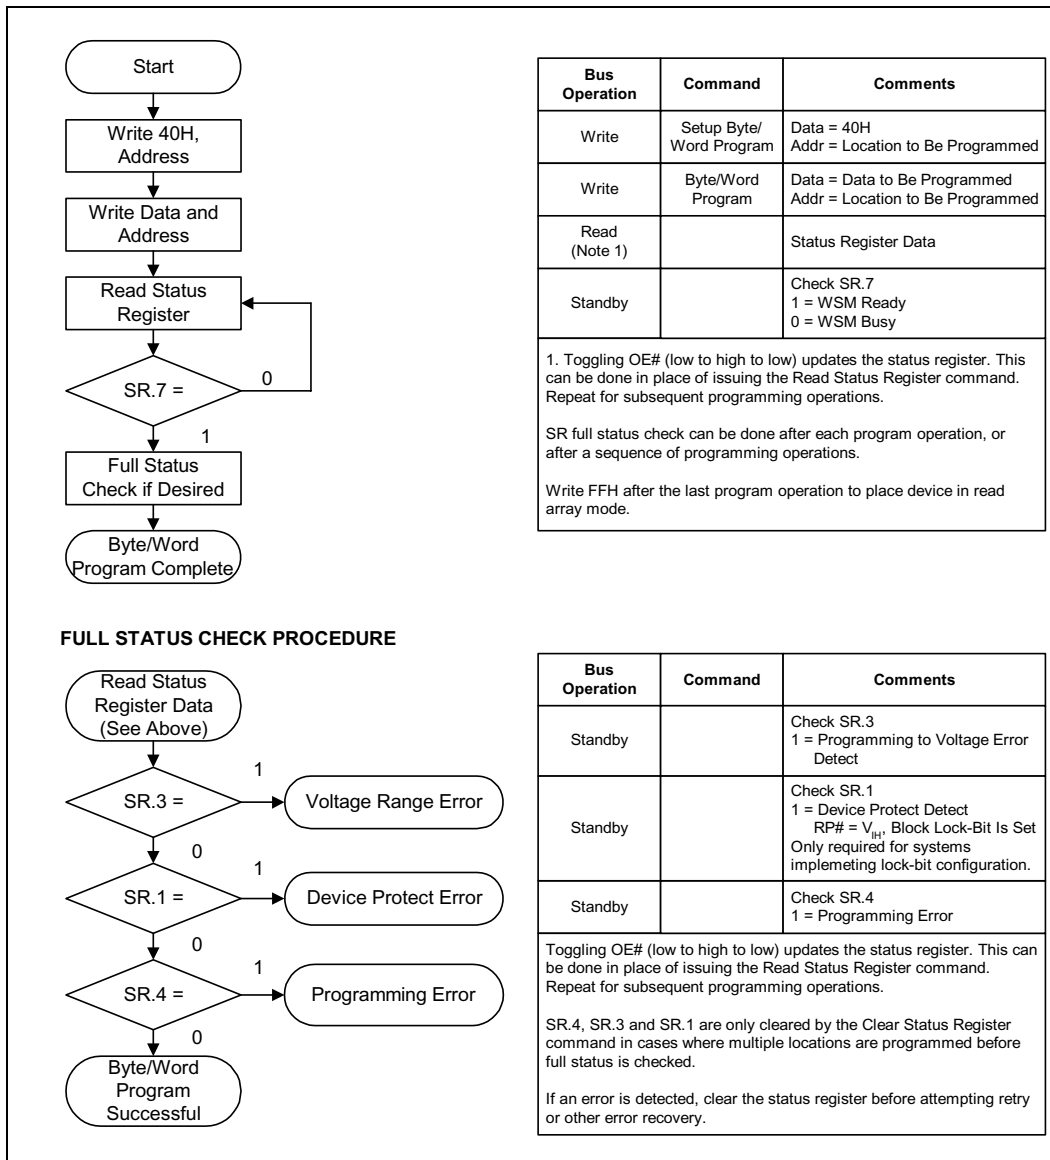 Start
Write 40H,
Address
Write Data and
Address
Read Status
Register
SR.7 =
0
1
Full Status
Check if Desired
Byte/Word
Program Complete
Bus
Operation
Command
Comments
Write
Setup Byte/
Word Program
Data = 40H
Addr = Location to Be Programmed
Write
Byte/Word
Program
Data = Data to Be Programmed
Addr = Location to Be Programmed
Read
(Note 1)
Status Register Data
Standby
Check SR.7
1 = WSM Ready
0 = WSM Busy
1. Toggling OE# (low to high to low) updates the status register. This
can be done in place of issuing the Read Status Register command.
Repeat for subsequent programming operations.
SR full status check can be done after each program operation, or
after a sequence of programming operations.
Write FFH after the last program operation to place device in read
array mode.
FULL STATUS CHECK PROCEDURE
Read Status
Register Data
(See Above)
SR.3 =
1
Voltage Range Error
0
SR.1 =
1
Device Protect Error
0
SR.4 =
1
Programming Error
0
Byte/Word
Program
Successful
Bus
Operation
Command
Comments
Standby
Check SR.3
1 = Programming to Voltage Error
Detect
Standby
Check SR.1
1 = Device Protect Detect
RP# = VIH, Block Lock-Bit Is Set
Only required for systems
implemeting lock-bit configuration.
Standby
Check SR.4
1 = Programming Error
Toggling OE# (low to high to low) updates the status register. This can
be done in place of issuing the Read Status Register command.
Repeat for subsequent programming operations.
SR.4, SR.3 and SR.1 are only cleared by the Clear Status Register
command in cases where multiple locations are programmed before
full status is checked.
If an error is detected, clear the status register before attempting retry
or other error recovery.